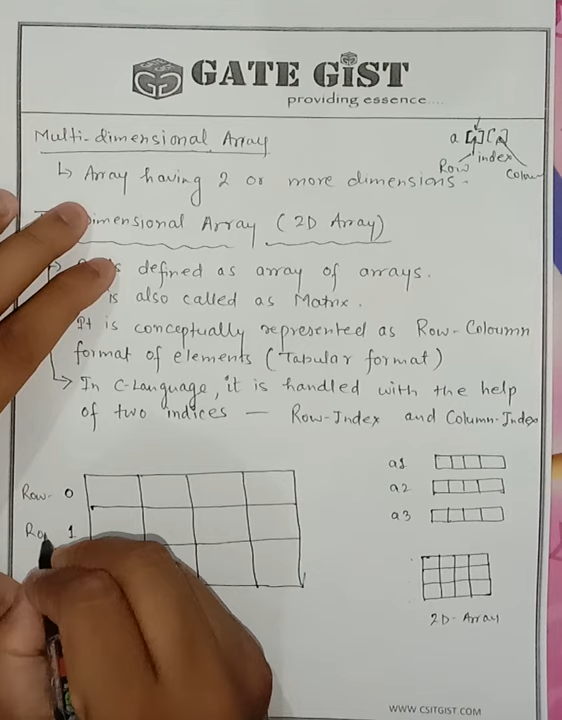 GATE GIST
providing essence....
Multi-dimensional Array
a[][]
Row index Colou
↳ Array having 2 or more dimensions.
imensional Array (2D Array)
is defined as array of arrays.
is also called as Matrix.
It is conceptually represented as Row-Coloumn
format of elements (Tabular format)
→ In C-Language, it is handled with the help
of two indices — Row-Index and Column-Index
a1
a2
a3
Row- 0
Ro 1
2D-Array
WWW.CSITGIST.COM